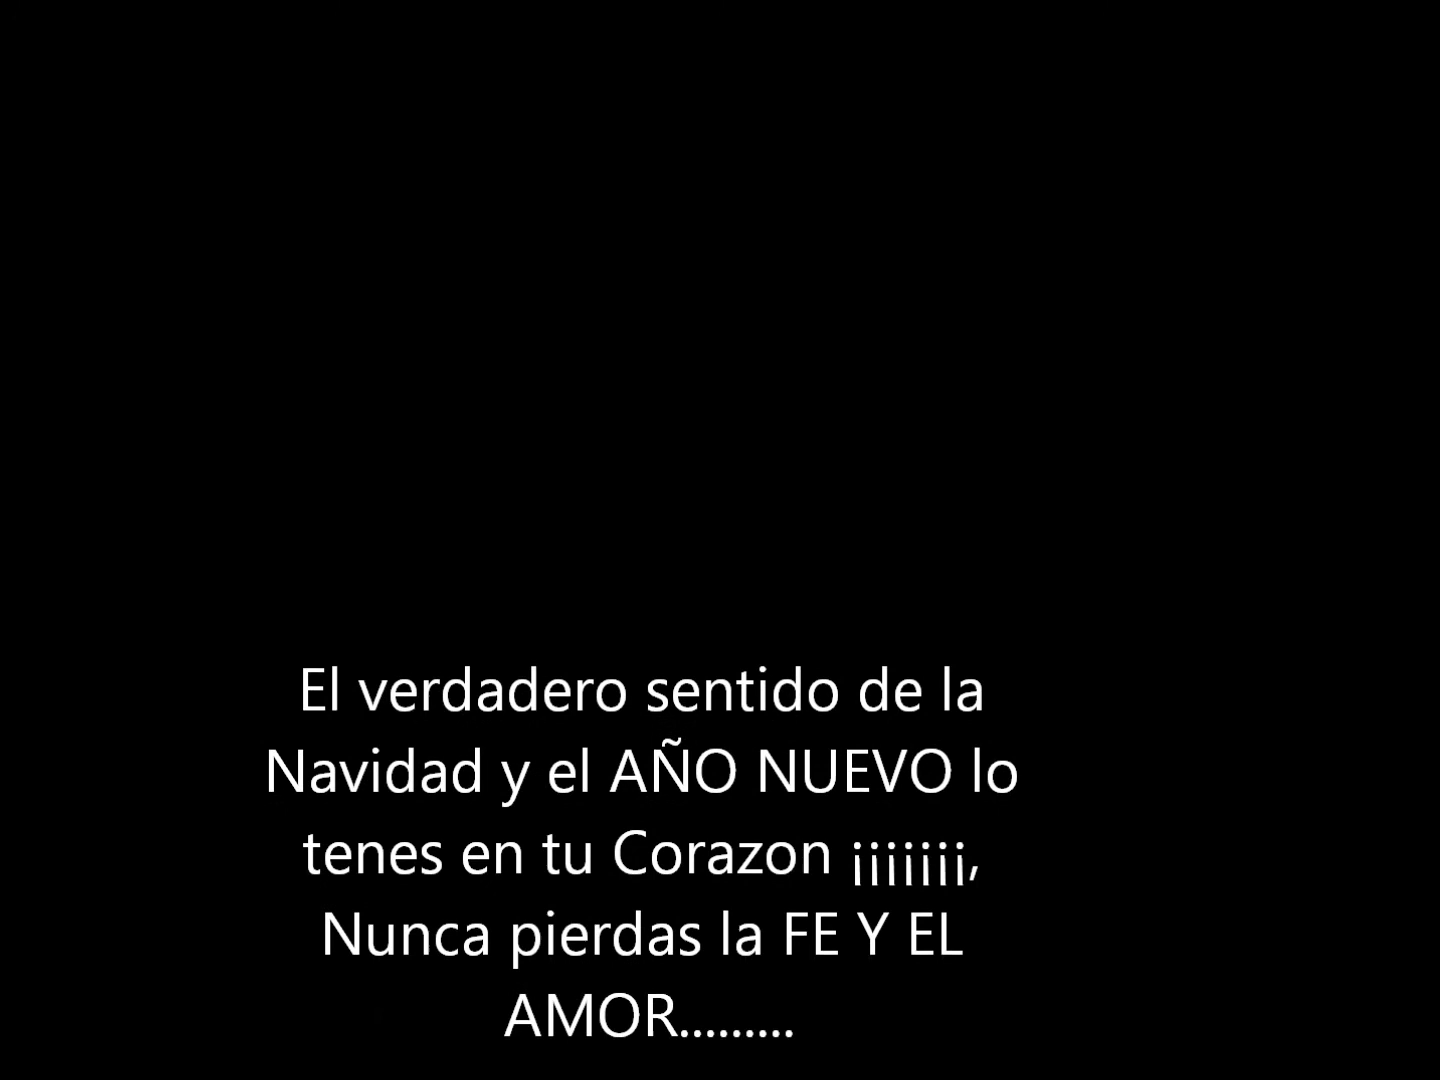 El verdadero sentido de la
Navidad y el AÑO NUEVO lo
tenes en tu Corazon ¡¡¡¡¡¡¡,
Nunca pierdas la FE Y EL
AMOR.........